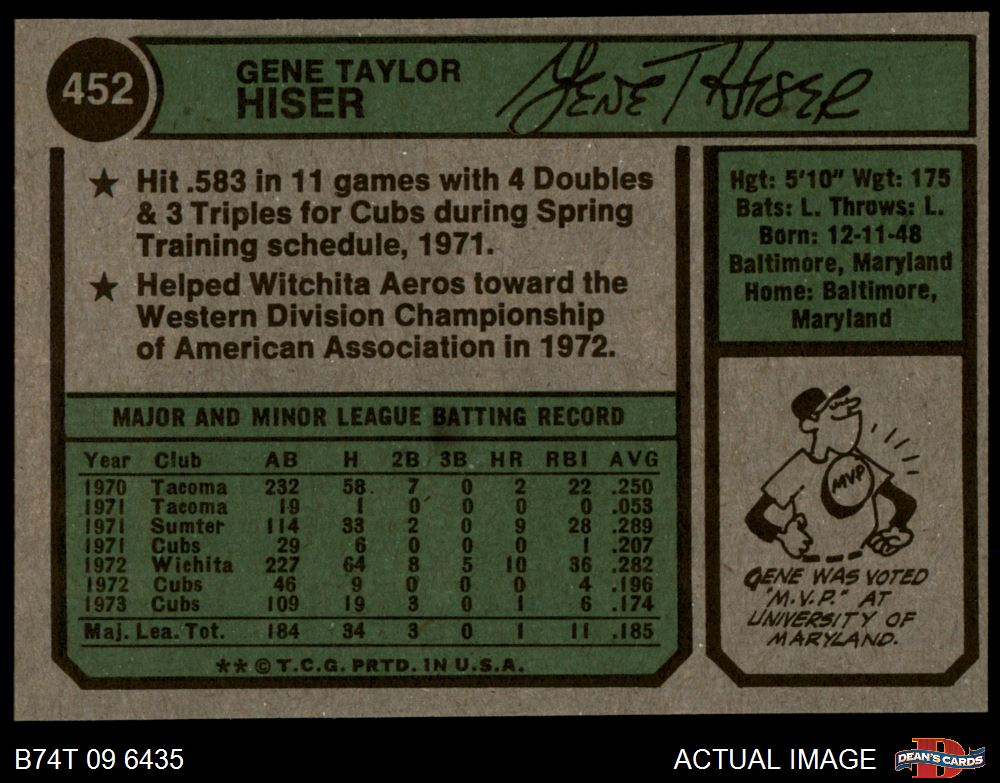 452
GENE TAYLOR
HISER
Gene T Hiser
★ Hit .583 in 11 games with 4 Doubles
& 3 Triples for Cubs during Spring
Training schedule, 1971.
★ Helped Witchita Aeros toward the
Western Division Championship
of American Association in 1972.
Hgt: 5'10" Wgt: 175
Bats: L. Throws: L.
Born: 12-11-48
Baltimore, Maryland
Home: Baltimore,
Maryland
MAJOR AND MINOR LEAGUE BATTING RECORD
Year Club AB H 2B 3B HR RBI AVG
1970 Tacoma 232 58 7 0 2 22 .250
1971 Tacoma 19 1 0 0 0 0 .053
1971 Sumter 114 33 2 0 9 28 .289
1971 Cubs 29 6 0 0 0 1 .207
1972 Wichita 227 64 8 5 10 36 .282
1972 Cubs 46 9 0 0 0 4 .196
1973 Cubs 109 19 3 0 1 6 .174
Maj. Lea. Tot. 184 34 3 0 1 11 .185
** © T.C.G. PRTD. IN U.S.A.
MVP
GENE WAS VOTED
"M.V.P." AT
UNIVERSITY OF
MARYLAND.
B74T 09 6435
ACTUAL IMAGE
D
DEAN'S CARDS